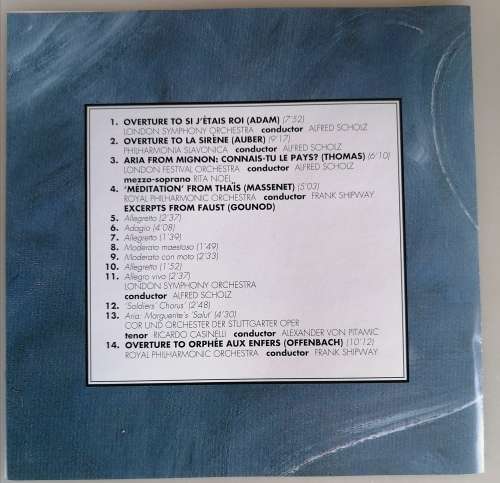 1. OVERTURE TO SI J'ÉTAIS ROI (ADAM) (7'52)
LONDON SYMPHONY ORCHESTRA conductor ALFRED SCHOLZ
2. OVERTURE TO LA SIRÈNE (AUBER) (9'17)
PHILHARMONIA SLAVONICA conductor ALFRED SCHOLZ
3. ARIA FROM MIGNON: CONNAIS-TU LE PAYS? (THOMAS) (6'10)
LONDON FESTIVAL ORCHESTRA conductor ALFRED SCHOLZ
mezzo-soprano RITA NOEL
4. 'MEDITATION' FROM THAÏS (MASSENET) (5'03)
ROYAL PHILHARMONIC ORCHESTRA conductor FRANK SHIPWAY
EXCERPTS FROM FAUST (GOUNOD)
5. Allegretto (2'37)
6. Adagio (4'08)
7. Allegretto (1'39)
8. Moderato maestoso (1'49)
9. Moderato con moto (2'33)
10. Allegretto (1'52)
11. Allegro vivo (2'37)
LONDON SYMPHONY ORCHESTRA
conductor ALFRED SCHOLZ
12. 'Soldiers' Chorus' (2'48)
13. Aria: Marguerite's 'Salut' (4'30)
COR UND ORCHESTER DER STUTTGARTER OPER
tenor RICARDO CASINELLI conductor ALEXANDER VON PITAMIC
14. OVERTURE TO ORPHÉE AUX ENFERS (OFFENBACH) (10'12)
ROYAL PHILHARMONIC ORCHESTRA conductor FRANK SHIPWAY